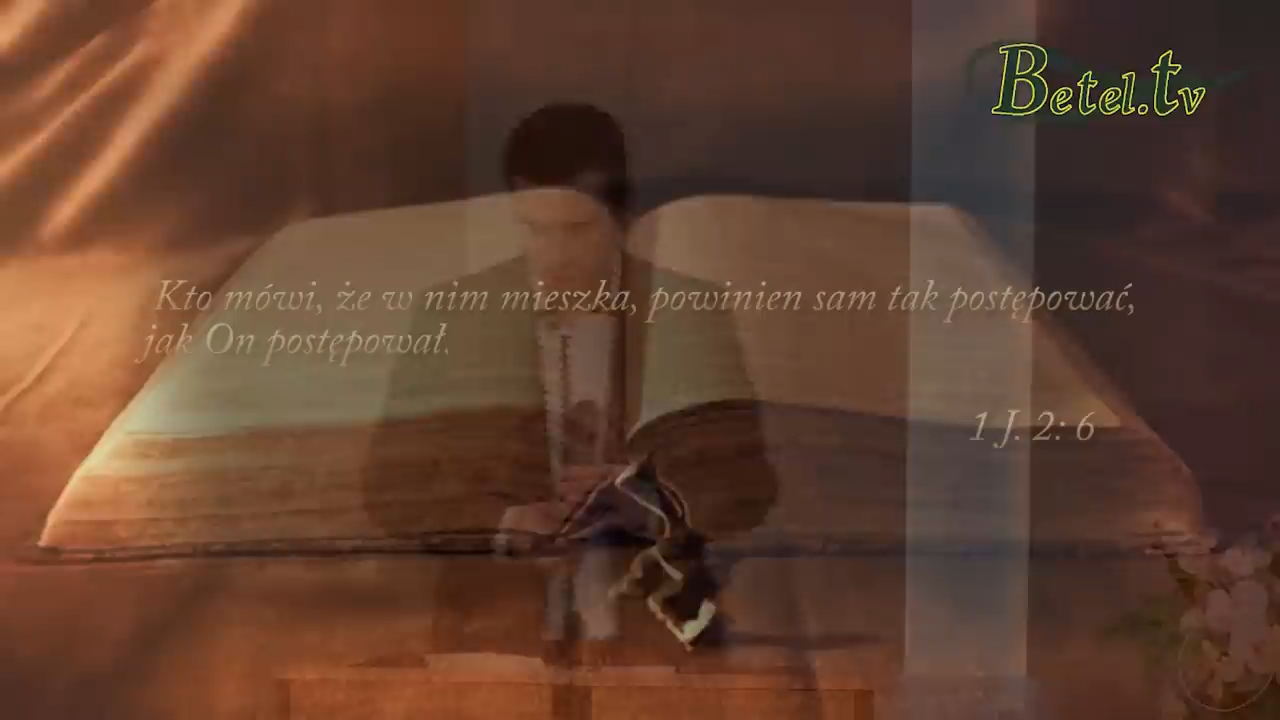 Betel.tv
Kto mówi, że w nim mieszka, powinien sam tak postępować,
jak On postępował.
1 J. 2: 6